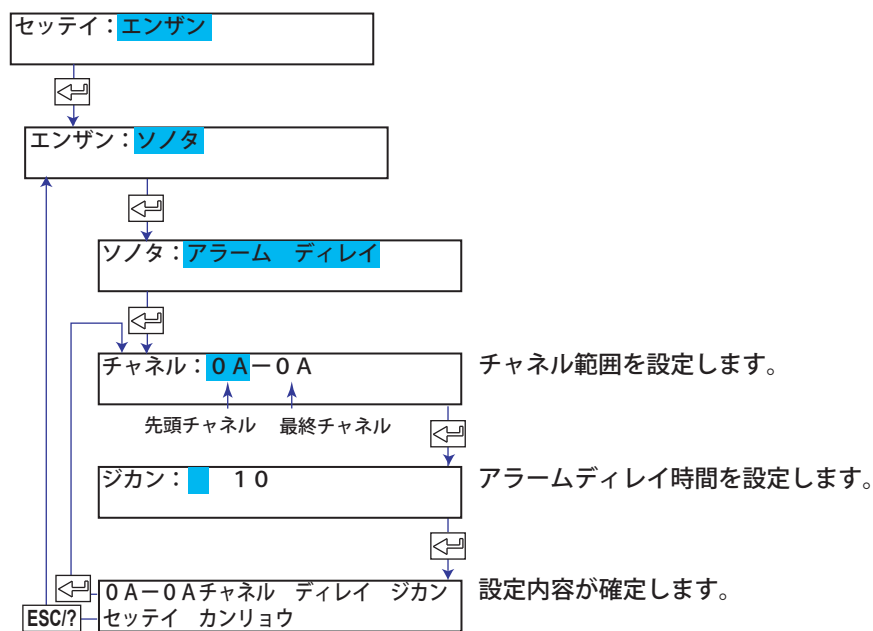 セッテイ：エンザン
エンザン：ソノタ
ソノタ：アラーム　ディレイ
チャネル：０Ａ－０Ａ
チャネル範囲を設定します。
先頭チャネル　最終チャネル
ジカン：　１０
アラームディレイ時間を設定します。
０Ａ－０Ａチャネル　ディレイ　ジカン
セッテイ　カンリョウ
設定内容が確定します。
ESC/?